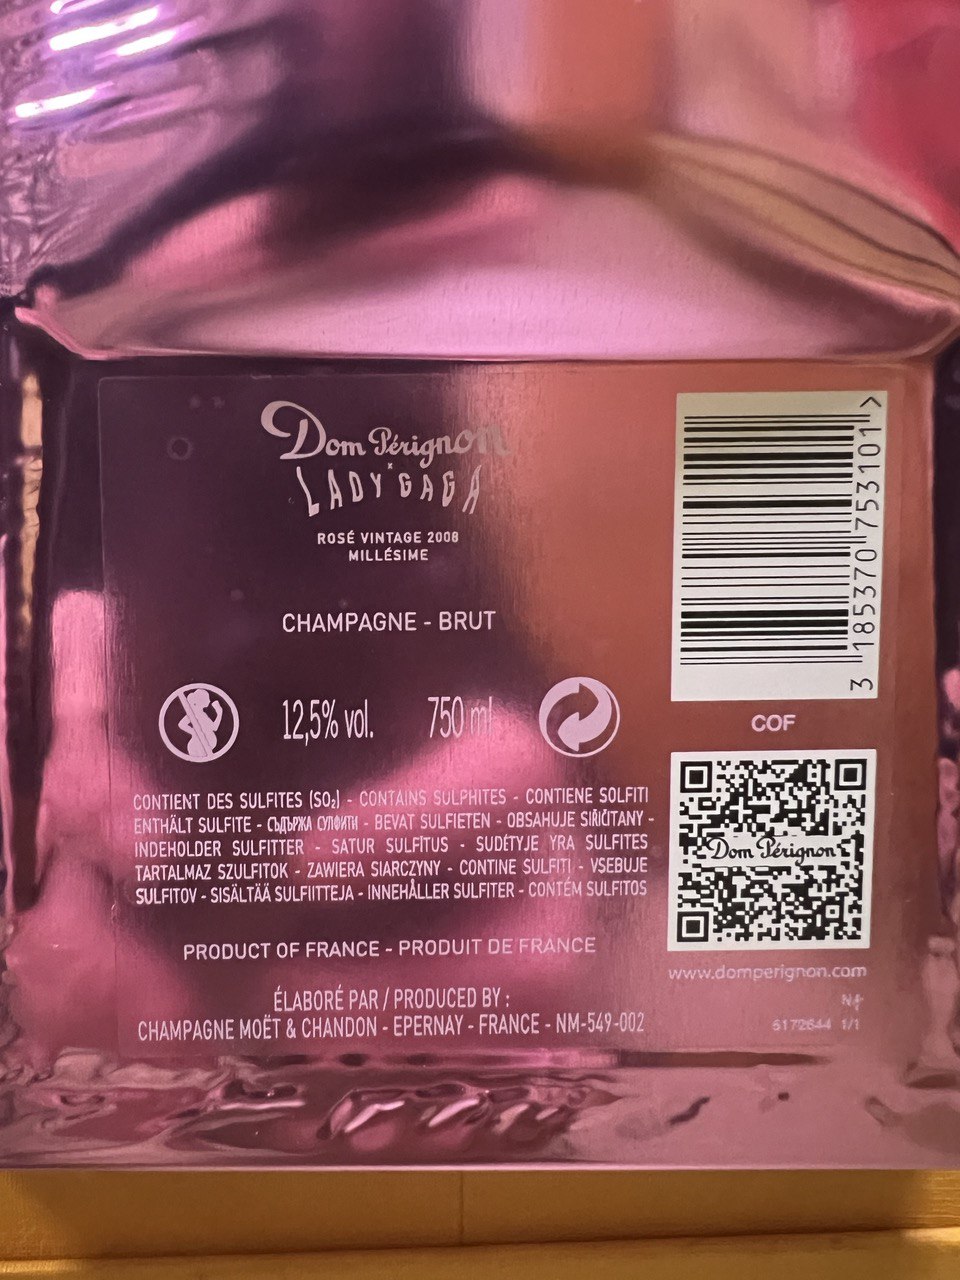 Dom Pérignon
x
LADY GAGA
ROSÉ VINTAGE 2008
MILLÉSIME
CHAMPAGNE - BRUT
12,5% vol. 750 ml
CONTIENT DES SULFITES (SO₂) - CONTAINS SULPHITES - CONTIENE SOLFITI
ENTHÄLT SULFITE - СЪДЪРЖА СУЛФИТИ - BEVAT SULFIETEN - OBSAHUJE SIŘIČITANY -
INDEHOLDER SULFITTER - SATUR SULFĪTUS - SUDĖTYJE YRA SULFITES
TARTALMAZ SZULFITOK - ZAWIERA SIARCZYNY - CONTINE SULFITI - VSEBUJE
SULFITOV - SISÄLTÄÄ SULFIITTEJA - INNEHÅLLER SULFITER - CONTÉM SULFITOS
PRODUCT OF FRANCE - PRODUIT DE FRANCE
ÉLABORÉ PAR / PRODUCED BY :
CHAMPAGNE MOËT & CHANDON - EPERNAY - FRANCE - NM-549-002
3 185370 753101 >
COF
Dom Pérignon
www.domperignon.com
6172644 1/1